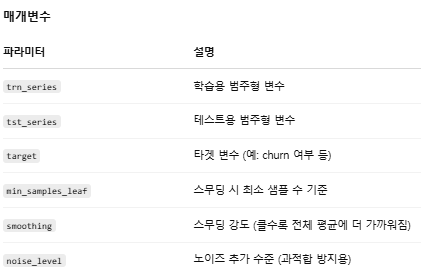 매개변수
파라미터 설명
trn_series 학습용 범주형 변수
tst_series 테스트용 범주형 변수
target 타겟 변수 (예: churn 여부 등)
min_samples_leaf 스무딩 시 최소 샘플 수 기준
smoothing 스무딩 강도 (클수록 전체 평균에 더 가까워짐)
noise_level 노이즈 추가 수준 (과적합 방지용)